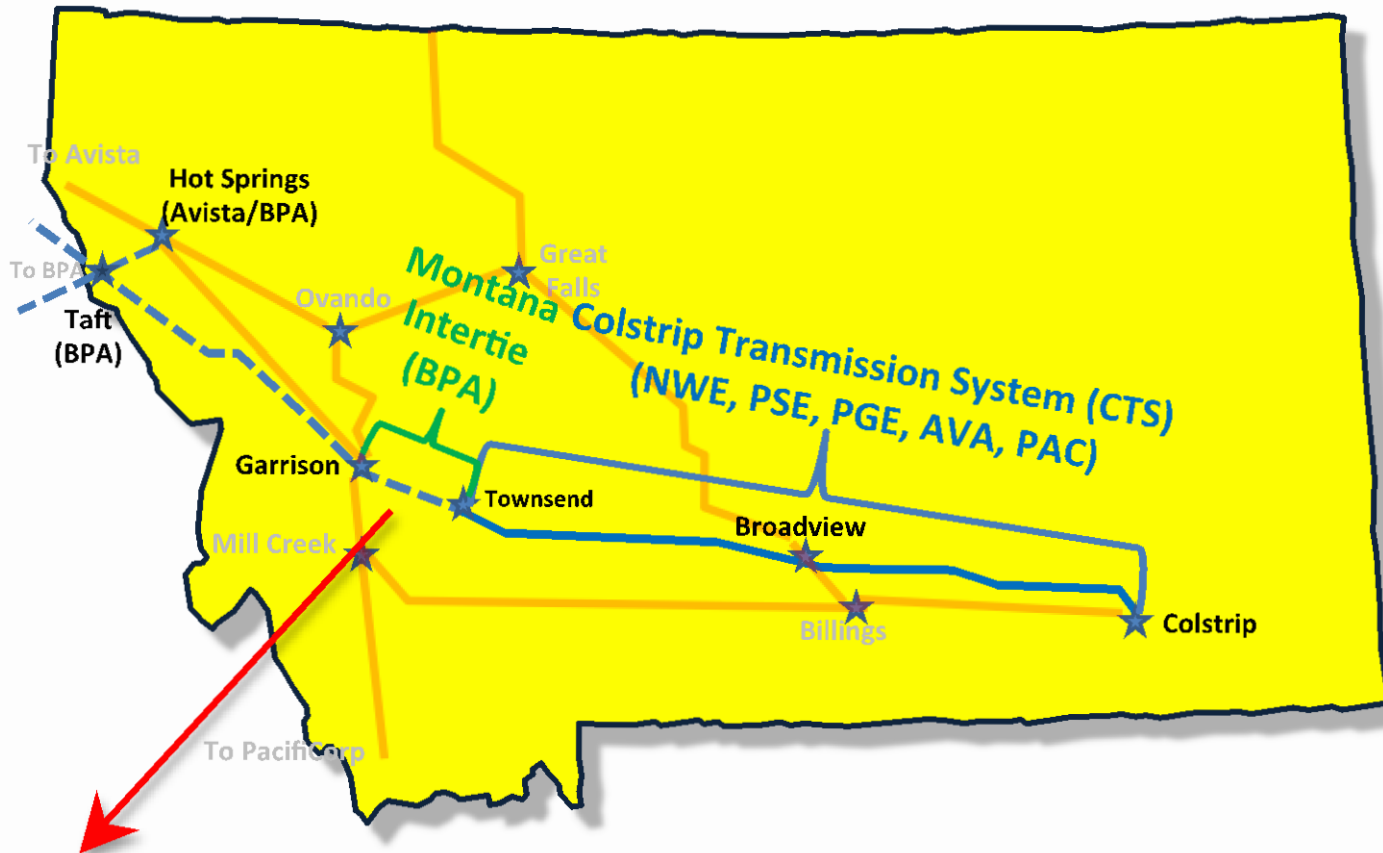 To Avista
Hot Springs
(Avista/BPA)
To BPA
Taft
(BPA)
Ovando
Great
Falls
Montana
Intertie
(BPA)
Colstrip Transmission System (CTS)
(NWE, PSE, PGE, AVA, PAC)
Garrison
Townsend
Broadview
Mill Creek
Billings
Colstrip
To PacifiCorp